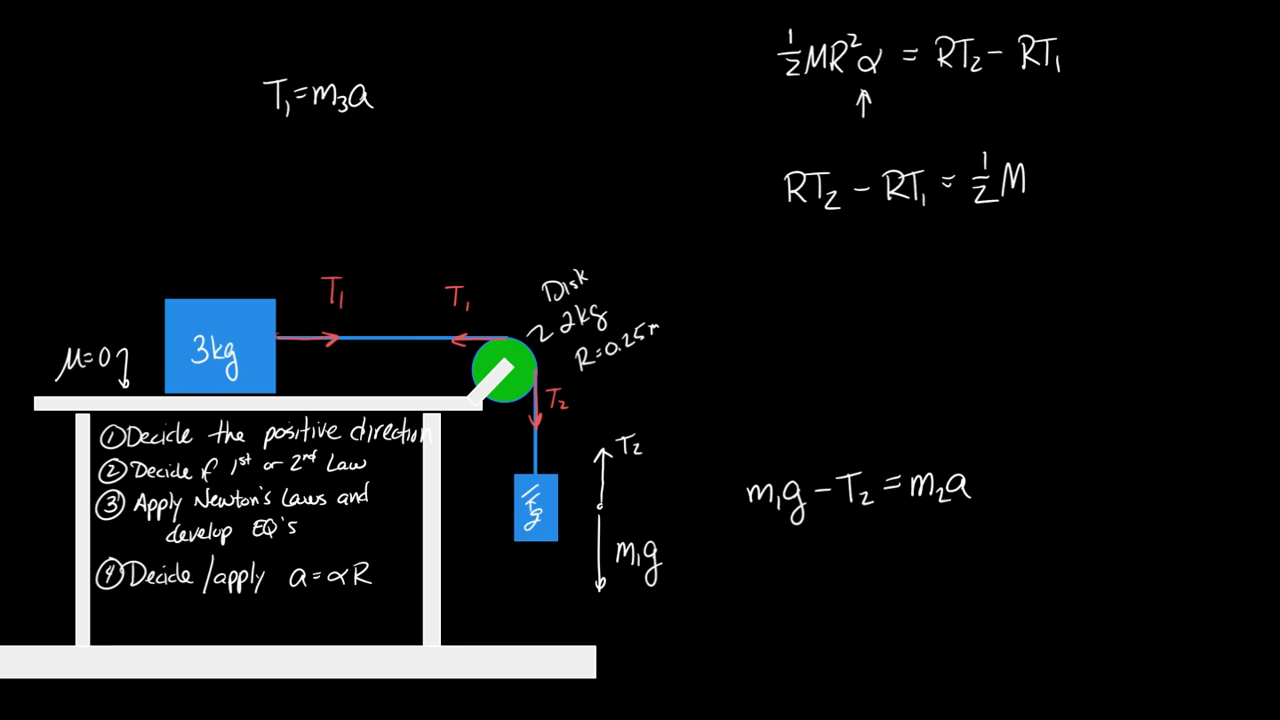 ½MR²α = RT₂ - RT₁
↑
T₁=m₃a
RT₂ - RT₁ = ½M
Disk
2kg
R=0.25m
T₁
T₁
3kg
μ=0
T₂
①Decide the positive direction
②Decide if 1st or 2nd Law
③Apply Newton's Laws and
develop EQ's
④Decide/apply a=αR
1kg
T₂
m₁g
m₁g - T₂ = m₂a